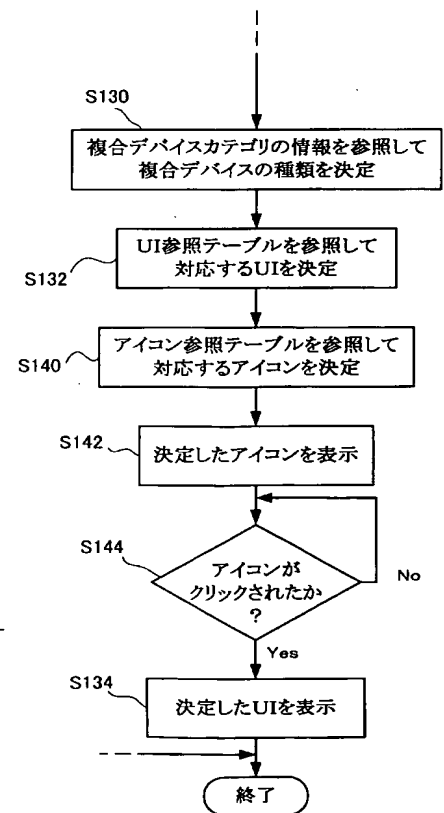 S130
複合デバイスカテゴリの情報を参照して
複合デバイスの種類を決定
UI参照テーブルを参照して
対応するUIを決定
S132
アイコン参照テーブルを参照して
対応するアイコンを決定
S140
S142
決定したアイコンを表示
S144
アイコンが
クリックされたか
?
No
Yes
S134
決定したUIを表示
終了